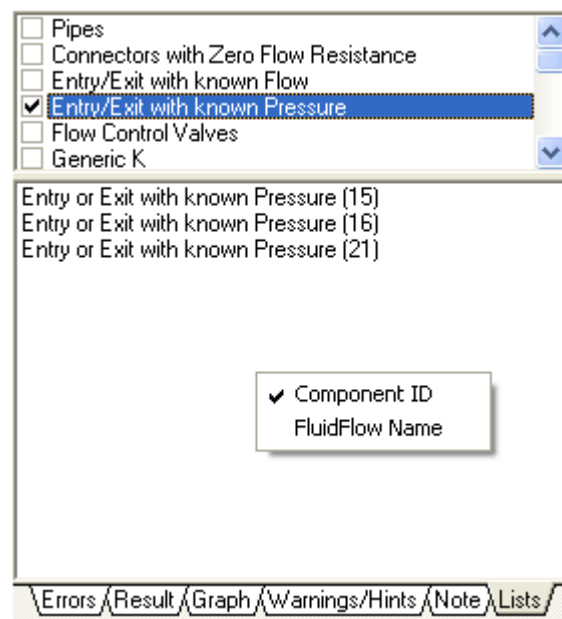 Pipes
Connectors with Zero Flow Resistance
Entry/Exit with known Flow
Entry/Exit with known Pressure
Flow Control Valves
Generic K
Entry or Exit with known Pressure (15)
Entry or Exit with known Pressure (16)
Entry or Exit with known Pressure (21)
Component ID
FluidFlow Name
Errors Result Graph Warnings/Hints Note Lists